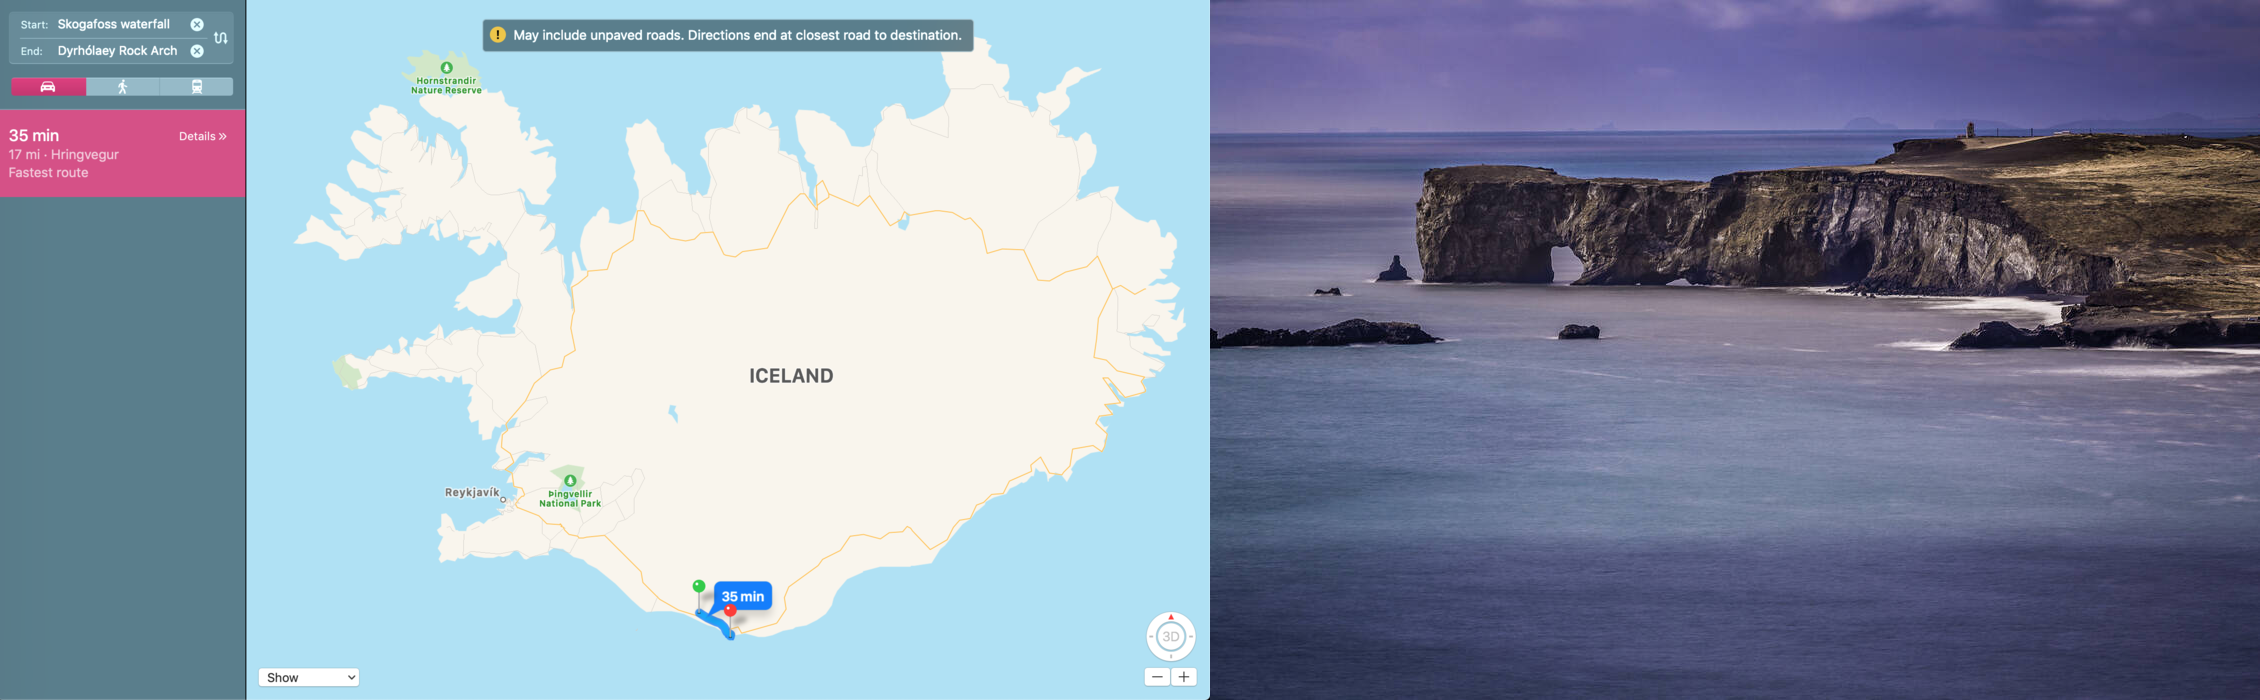 Start: Skogafoss waterfall
End: Dyrhólaey Rock Arch
35 min
Details »
17 mi · Hringvegur
Fastest route
May include unpaved roads. Directions end at closest road to destination.
Hornstrandir
Nature Reserve
ICELAND
Reykjavík
Þingvellir
National Park
35 min
3D
Show